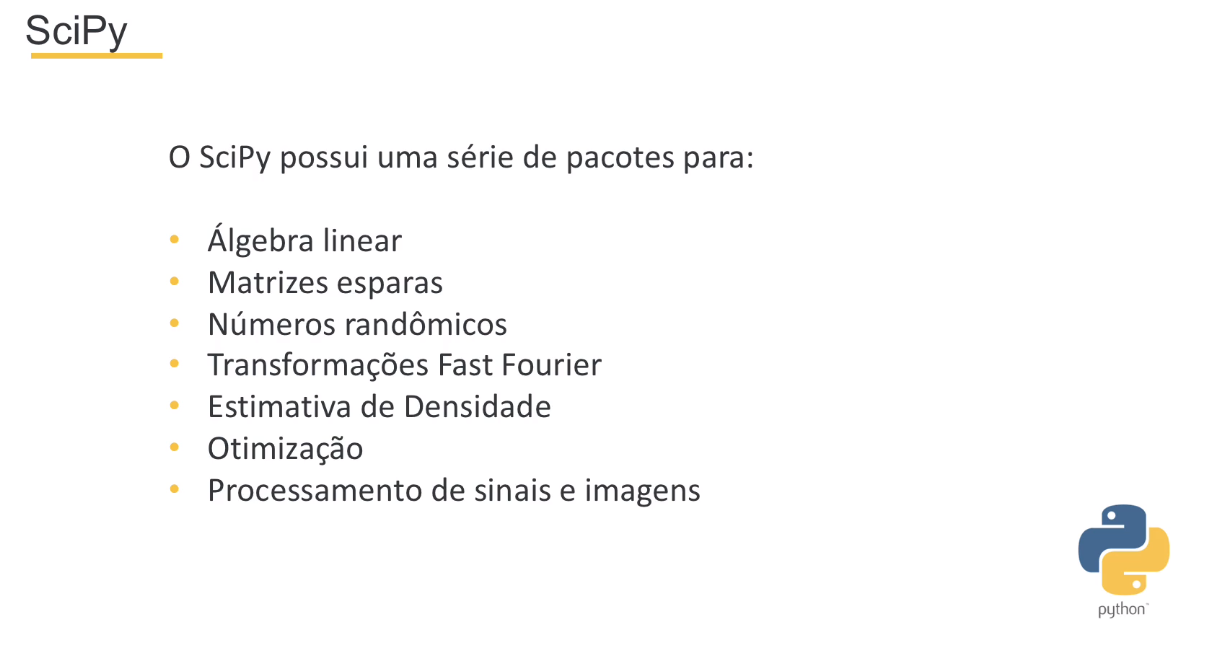 SciPy
O SciPy possui uma série de pacotes para:
• Álgebra linear
• Matrizes esparas
• Números randômicos
• Transformações Fast Fourier
• Estimativa de Densidade
• Otimização
• Processamento de sinais e imagens
python™